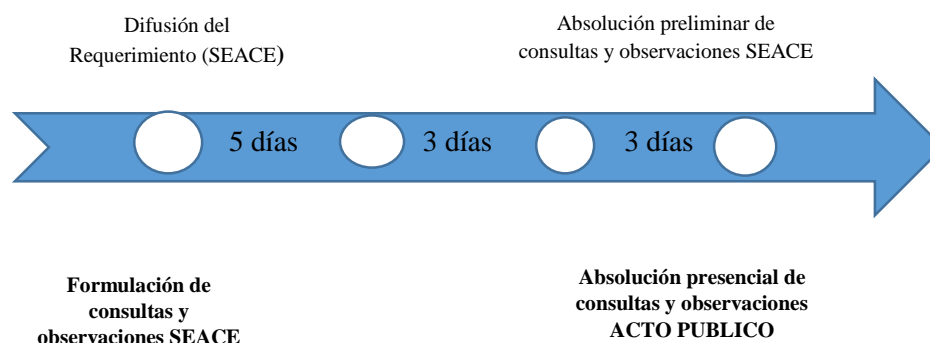 Difusión del
Requerimiento (SEACE)
Absolución preliminar de
consultas y observaciones SEACE
5 días
3 días
3 días
Formulación de
consultas y
observaciones SEACE
Absolución presencial de
consultas y observaciones
ACTO PUBLICO